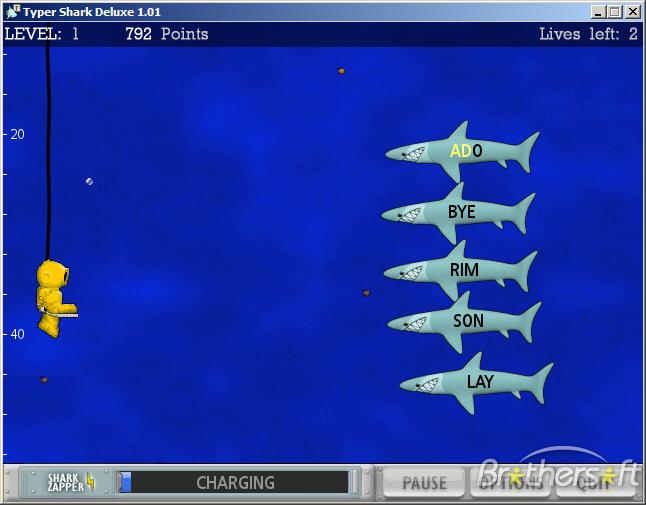 Typer Shark Deluxe 1.01
LEVEL: 1 792 Points Lives left: 2
20
ADO
BYE
RIM
SON
40
LAY
SHARK ZAPPER
CHARGING
PAUSE OPTIONS QUIT
Brothersoft